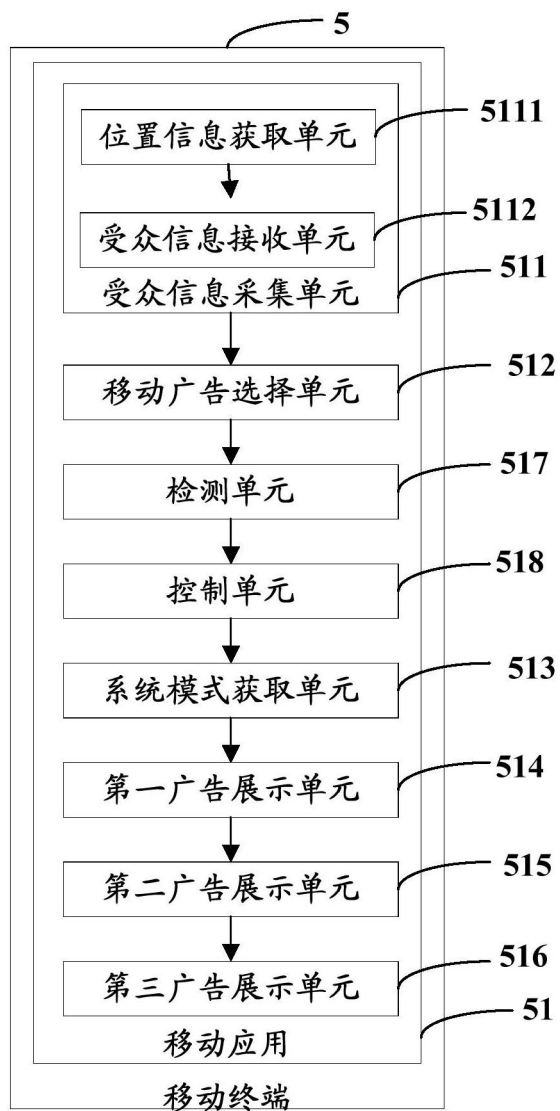 5
位置信息获取单元
5111
受众信息接收单元
5112
受众信息采集单元
511
移动广告选择单元
512
检测单元
517
控制单元
518
系统模式获取单元
513
第一广告展示单元
514
第二广告展示单元
515
第三广告展示单元
516
移动应用
51
移动终端